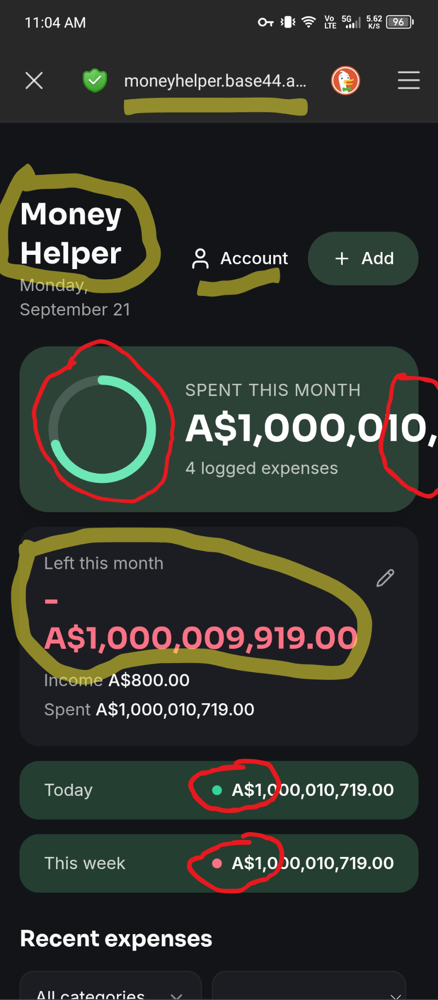 11:04 AM
Vo LTE 5G 5.62 K/S 96
moneyhelper.base44.a...
Money
Helper
Account
+ Add
Monday,
September 21
SPENT THIS MONTH
A$1,000,010,
4 logged expenses
Left this month
-
A$1,000,009,919.00
Income A$800.00
Spent A$1,000,010,719.00
Today A$1,000,010,719.00
This week A$1,000,010,719.00
Recent expenses
All categories